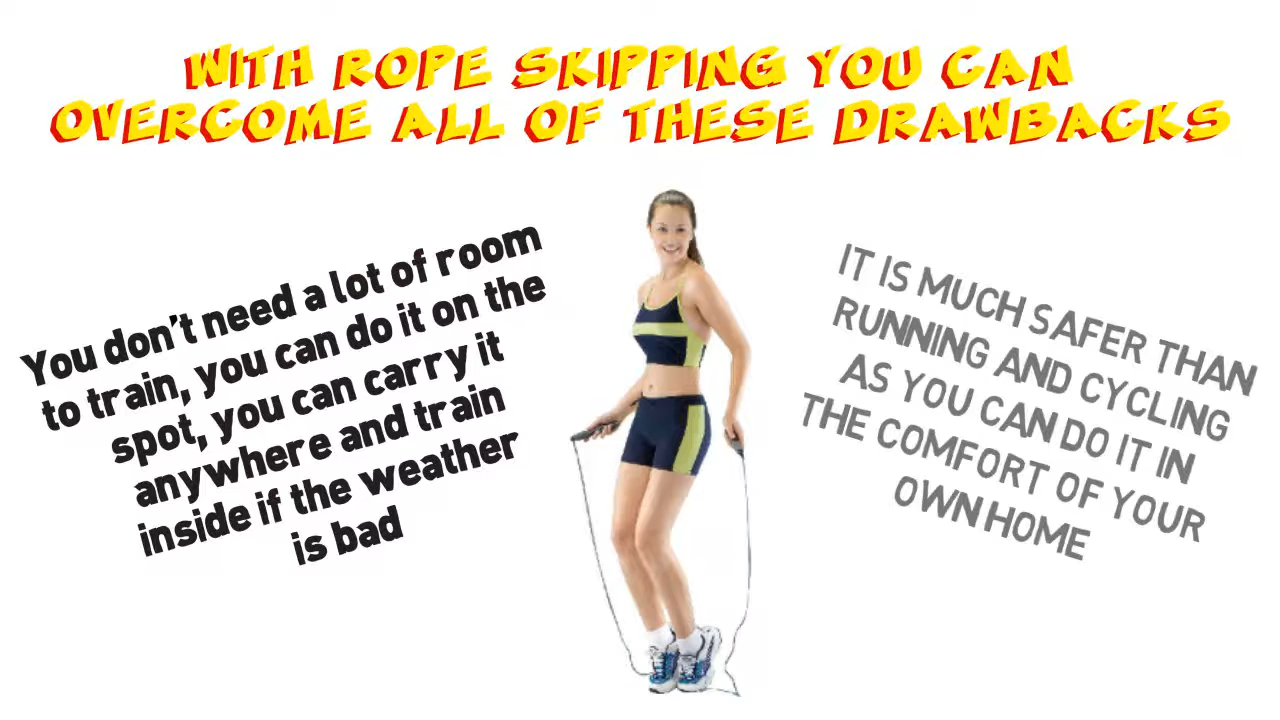 WITH ROPE SKIPPING YOU CAN
OVERCOME ALL OF THESE DRAWBACKS
You don't need a lot of room
to train, you can do it on the
spot, you can carry it
anywhere and train
inside if the weather
is bad
IT IS MUCH SAFER THAN
RUNNING AND CYCLING
AS YOU CAN DO IT IN
THE COMFORT OF YOUR
OWN HOME